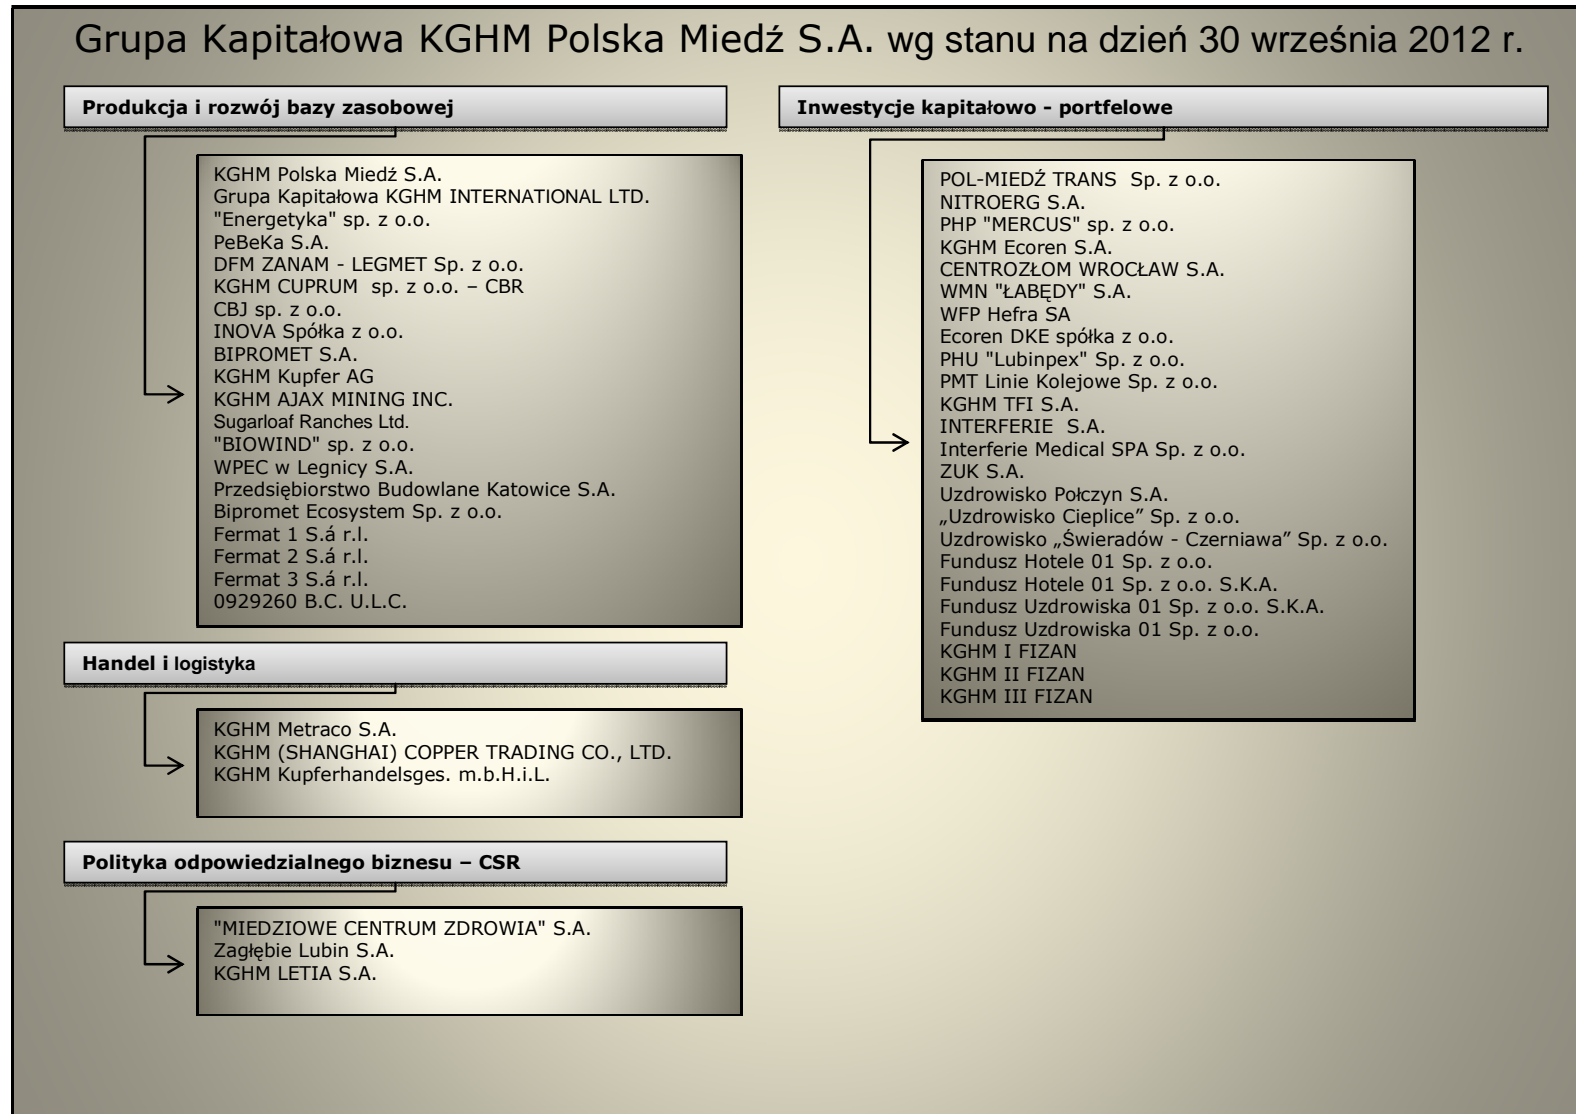 Grupa Kapitałowa KGHM Polska Miedź S.A. wg stanu na dzień 30 września 2012 r.
Produkcja i rozwój bazy zasobowej
KGHM Polska Miedź S.A.
Grupa Kapitałowa KGHM INTERNATIONAL LTD.
"Energetyka" sp. z o.o.
PeBeKa S.A.
DFM ZANAM - LEGMET Sp. z o.o.
KGHM CUPRUM  sp. z o.o. – CBR
CBJ sp. z o.o.
INOVA Spółka z o.o.
BIPROMET S.A.
KGHM Kupfer AG
KGHM AJAX MINING INC.
Sugarloaf Ranches Ltd.
"BIOWIND" sp. z o.o.
WPEC w Legnicy S.A.
Przedsiębiorstwo Budowlane Katowice S.A.
Bipromet Ecosystem Sp. z o.o.
Fermat 1 S.á r.l.
Fermat 2 S.á r.l.
Fermat 3 S.á r.l.
0929260 B.C. U.L.C.
Handel i logistyka
KGHM Metraco S.A.
KGHM (SHANGHAI) COPPER TRADING CO., LTD.
KGHM Kupferhandelsges. m.b.H.i.L.
Polityka odpowiedzialnego biznesu – CSR
"MIEDZIOWE CENTRUM ZDROWIA" S.A.
Zagłębie Lubin S.A.
KGHM LETIA S.A.
Inwestycje kapitałowo - portfelowe
POL-MIEDŹ TRANS  Sp. z o.o.
NITROERG S.A.
PHP "MERCUS" sp. z o.o.
KGHM Ecoren S.A.
CENTROZŁOM WROCŁAW S.A.
WMN "ŁABĘDY" S.A.
WFP Hefra SA
Ecoren DKE spółka z o.o.
PHU "Lubinpex" Sp. z o.o.
PMT Linie Kolejowe Sp. z o.o.
KGHM TFI S.A.
INTERFERIE  S.A.
Interferie Medical SPA Sp. z o.o.
ZUK S.A.
Uzdrowisko Połczyn S.A.
„Uzdrowisko Cieplice” Sp. z o.o.
Uzdrowisko „Świeradów - Czerniawa” Sp. z o.o.
Fundusz Hotele 01 Sp. z o.o.
Fundusz Hotele 01 Sp. z o.o. S.K.A.
Fundusz Uzdrowiska 01 Sp. z o.o. S.K.A.
Fundusz Uzdrowiska 01 Sp. z o.o.
KGHM I FIZAN
KGHM II FIZAN
KGHM III FIZAN